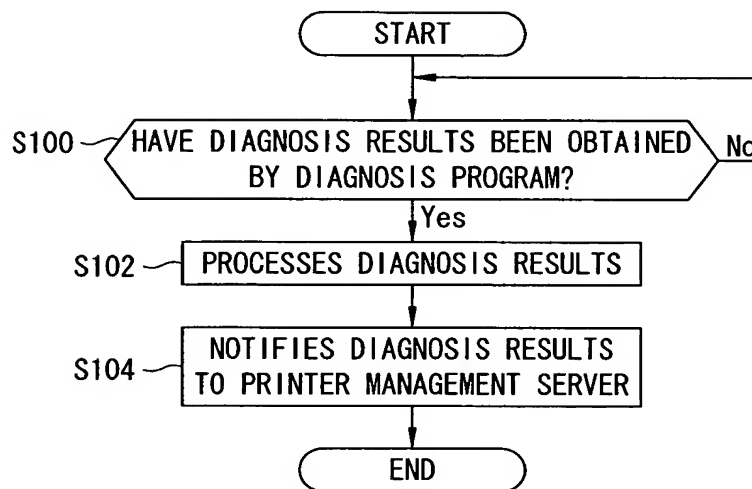 START
S100
HAVE DIAGNOSIS RESULTS BEEN OBTAINED
BY DIAGNOSIS PROGRAM?
No
Yes
S102
PROCESSES DIAGNOSIS RESULTS
S104
NOTIFIES DIAGNOSIS RESULTS
TO PRINTER MANAGEMENT SERVER
END